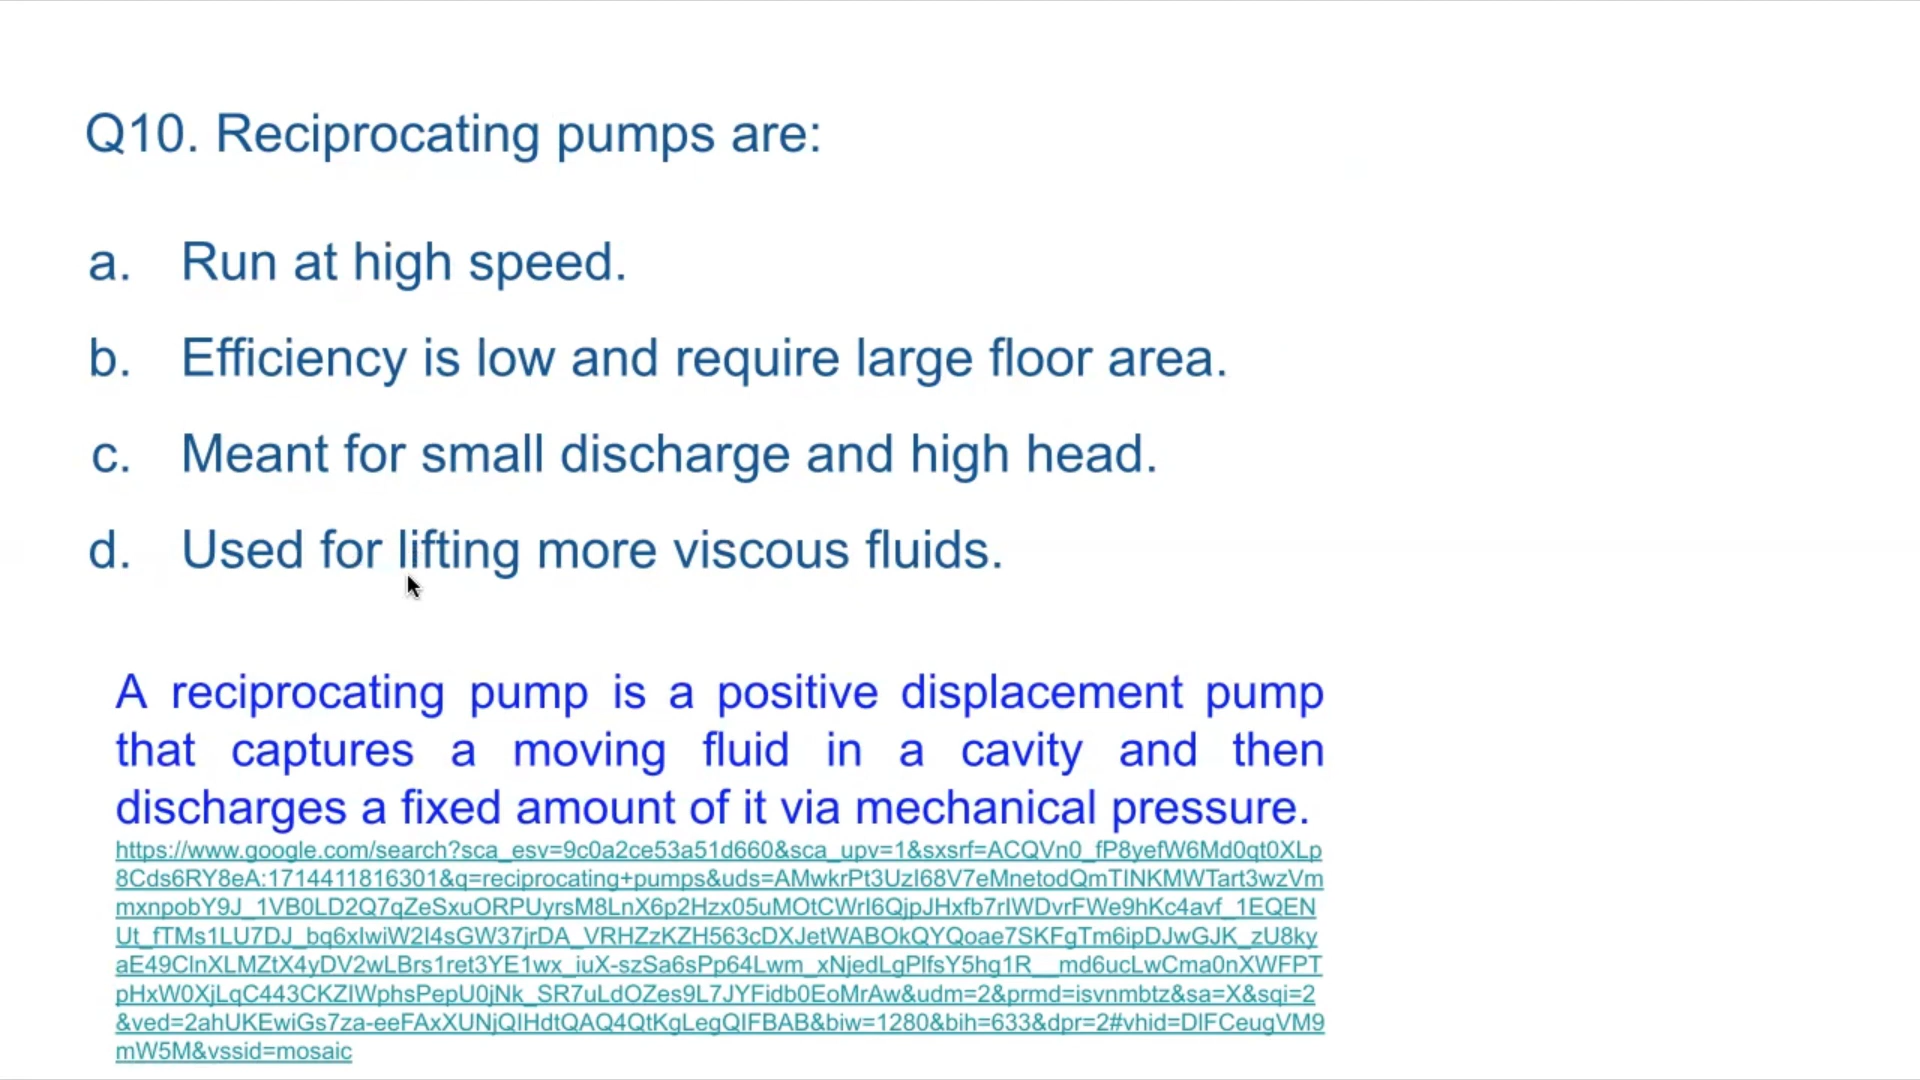 Q10. Reciprocating pumps are:
a. Run at high speed.
b. Efficiency is low and require large floor area.
c. Meant for small discharge and high head.
d. Used for lifting more viscous fluids.
A reciprocating pump is a positive displacement pump
that captures a moving fluid in a cavity and then
discharges a fixed amount of it via mechanical pressure.
https://www.google.com/search?sca_esv=9c0a2ce53a51d660&sca_upv=1&sxsrf=ACQVn0_fP8yefW6Md0qt0XLp
8Cds6RY8eA:1714411816301&q=reciprocating+pumps&uds=AMwkrPt3UzI68V7eMnetodQmTINKMWTart3wzVm
mxnpobY9J_1VB0LD2Q7qZeSxuORPUyrsM8LnX6p2Hzx05uMOtCWrI6QjpJHxfb7rIWDvrFWe9hKc4avf_1EQEN
Ut_fTMs1LU7DJ_bq6xIwiW2I4sGW37jrDA_VRHZzKZH563cDXJetWABOkQYQoae7SKFgTm6ipDJwGJK_zU8ky
aE49ClnXLMZtX4yDV2wLBrs1ret3YE1wx_iuX-szSa6sPp64Lwm_xNjedLgPlfsY5hg1R__md6ucLwCma0nXWFPT
pHxW0XjLqC443CKZIWphsPepU0jNk_SR7uLdOZes9L7JYFidb0EoMrAw&udm=2&prmd=isvnmbtz&sa=X&sqi=2
&ved=2ahUKEwiGs7za-eeFAxXUNjQIHdtQAQ4QtKgLegQIFBAB&biw=1280&bih=633&dpr=2#vhid=DlFCeugVM9
mW5M&vssid=mosaic